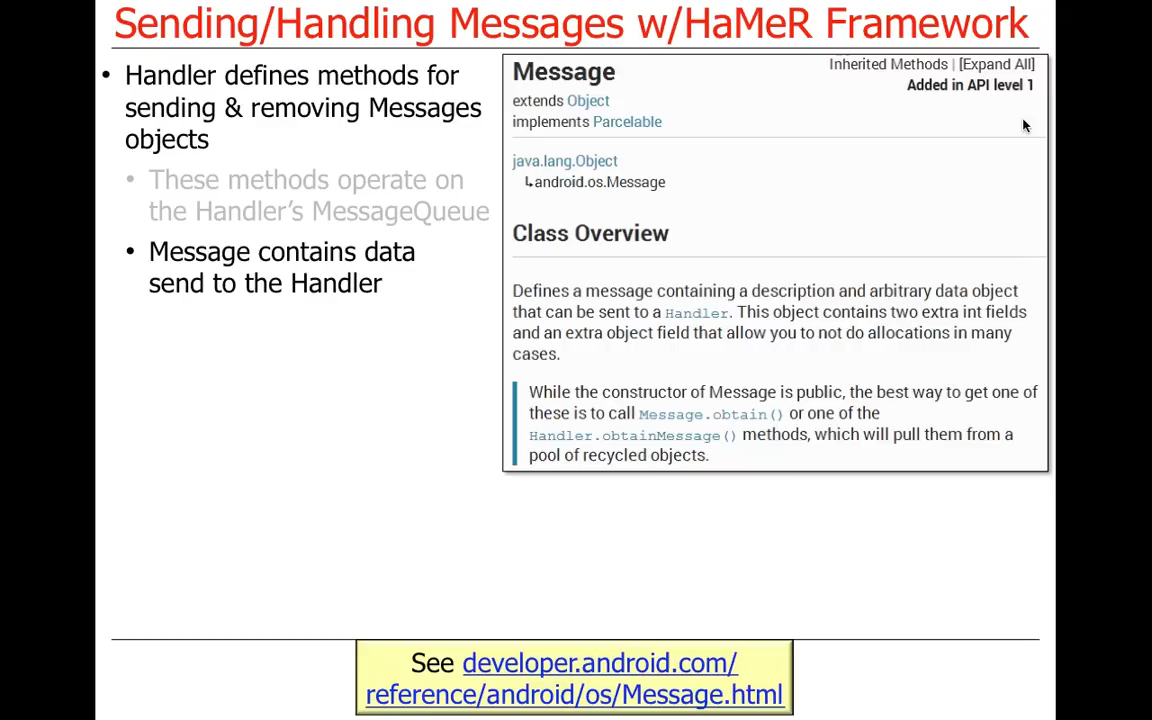 Sending/Handling Messages w/HaMeR Framework
• Handler defines methods for
sending & removing Messages
objects
• These methods operate on
the Handler's MessageQueue
• Message contains data
send to the Handler
Message
Inherited Methods | [Expand All]
Added in API level 1
extends Object
implements Parcelable
java.lang.Object
↳android.os.Message
Class Overview
Defines a message containing a description and arbitrary data object
that can be sent to a Handler. This object contains two extra int fields
and an extra object field that allow you to not do allocations in many
cases.
While the constructor of Message is public, the best way to get one of
these is to call Message.obtain() or one of the
Handler.obtainMessage() methods, which will pull them from a
pool of recycled objects.
See developer.android.com/
reference/android/os/Message.html